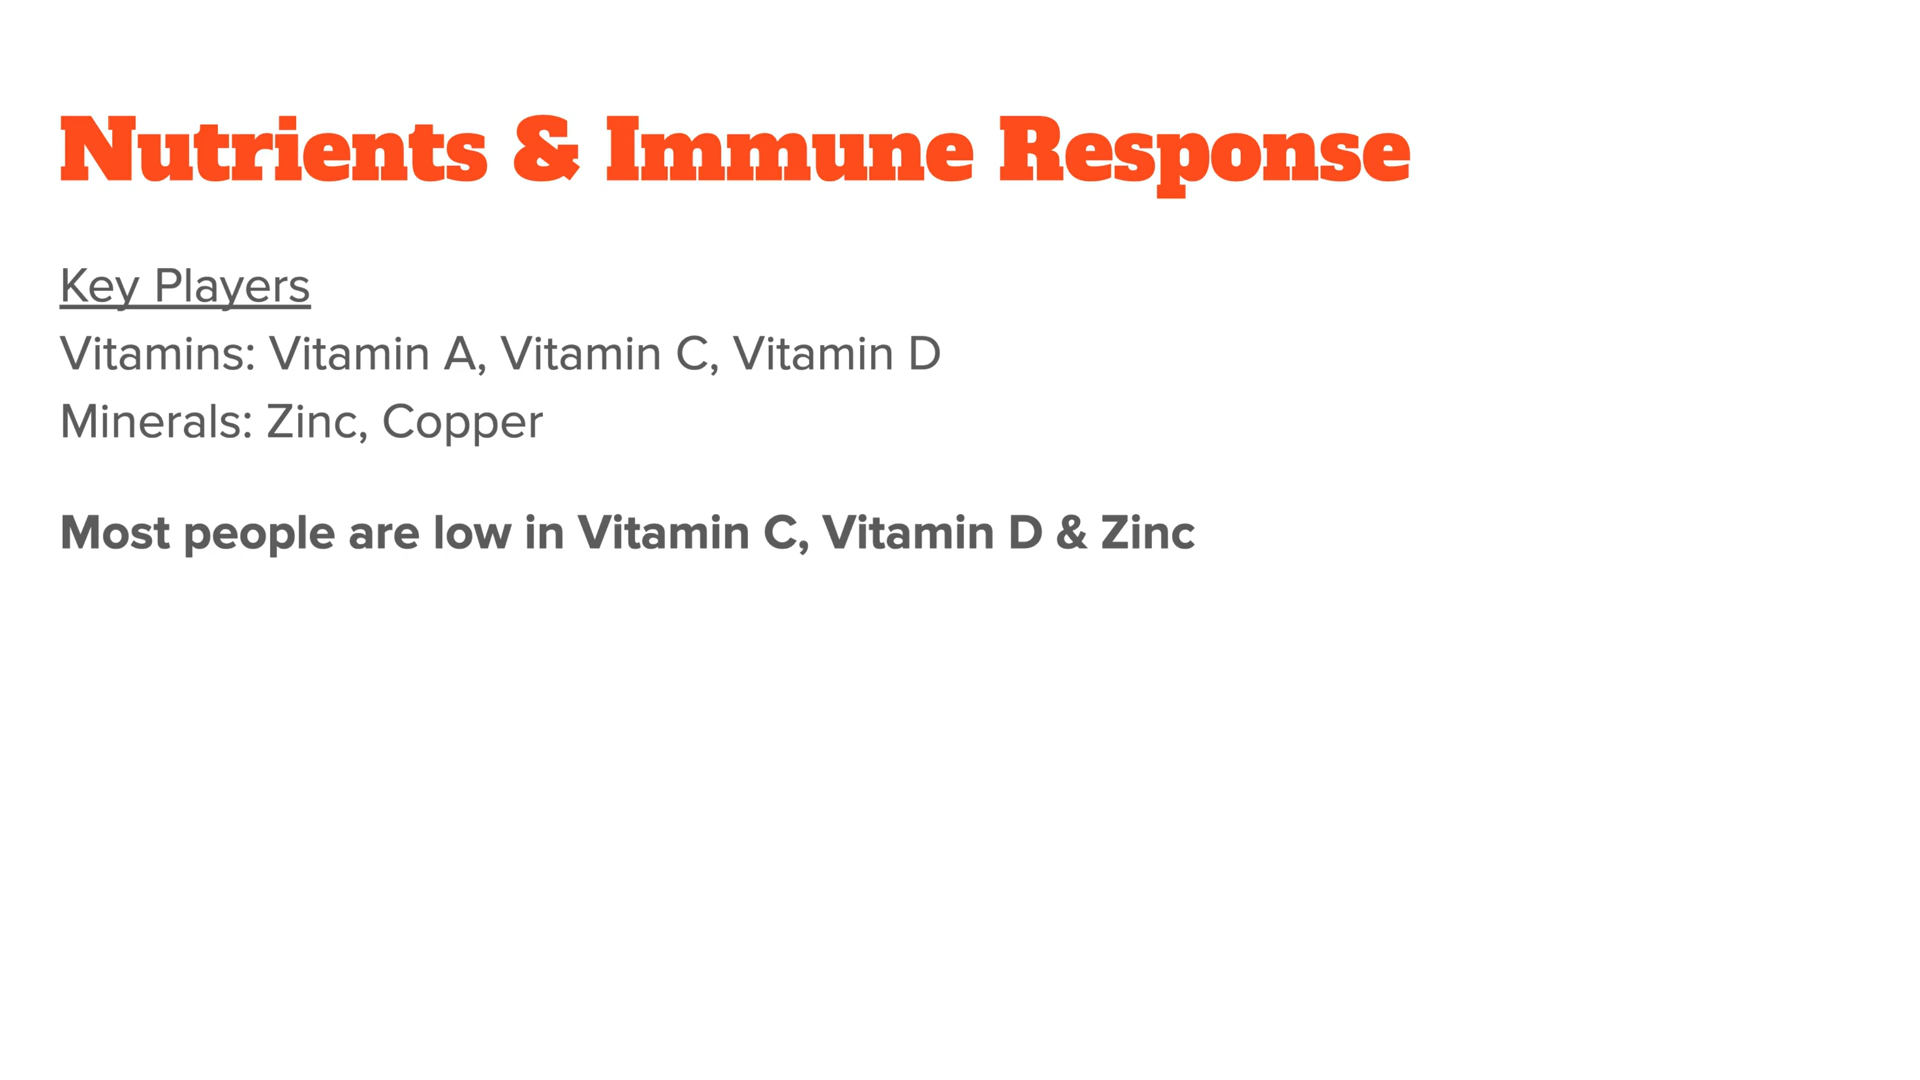 Nutrients & Immune Response
Key Players
Vitamins: Vitamin A, Vitamin C, Vitamin D
Minerals: Zinc, Copper
Most people are low in Vitamin C, Vitamin D & Zinc